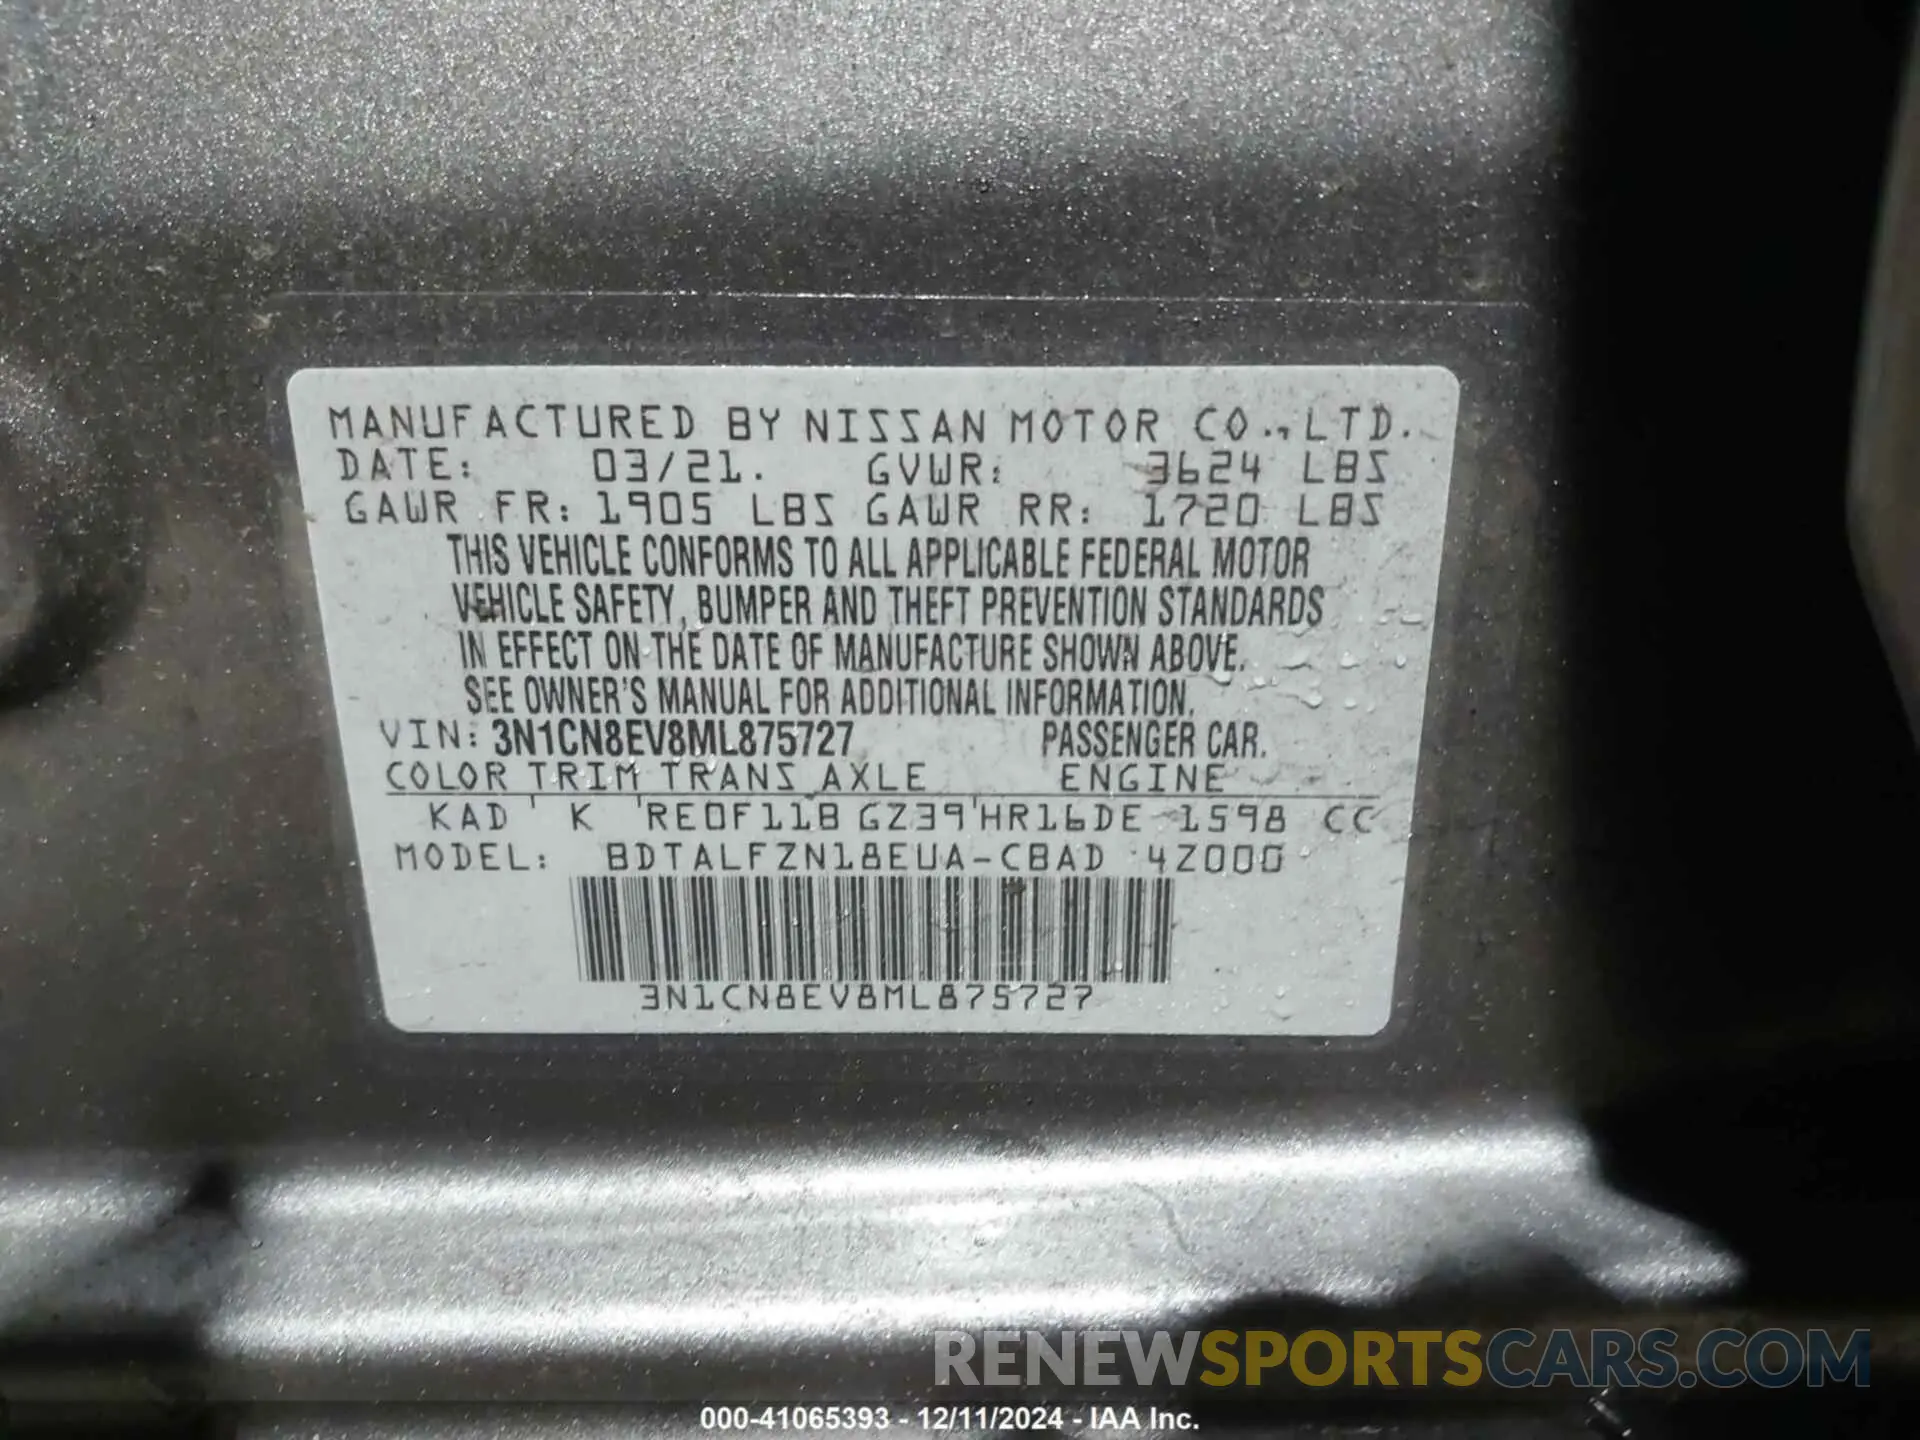 MANUFACTURED BY NISSAN MOTOR CO., LTD.
DATE: 03/21. GVWR: 3624 LBS
GAWR FR: 1905 LBS GAWR RR: 1720 LBS
THIS VEHICLE CONFORMS TO ALL APPLICABLE FEDERAL MOTOR
VEHICLE SAFETY, BUMPER AND THEFT PREVENTION STANDARDS
IN EFFECT ON THE DATE OF MANUFACTURE SHOWN ABOVE.
SEE OWNER'S MANUAL FOR ADDITIONAL INFORMATION.
VIN: 3N1CN8EV8ML875727 PASSENGER CAR.
COLOR TRIM TRANS AXLE ENGINE
KAD K RE0F11B GZ39 HR16DE 1598 CC
MODEL: BDTALFZN18EUA-CBAD 4Z000
3N1CN8EV8ML875727
RENEWSPORTSCARS.COM
000-41065393 - 12/11/2024 - IAA Inc.